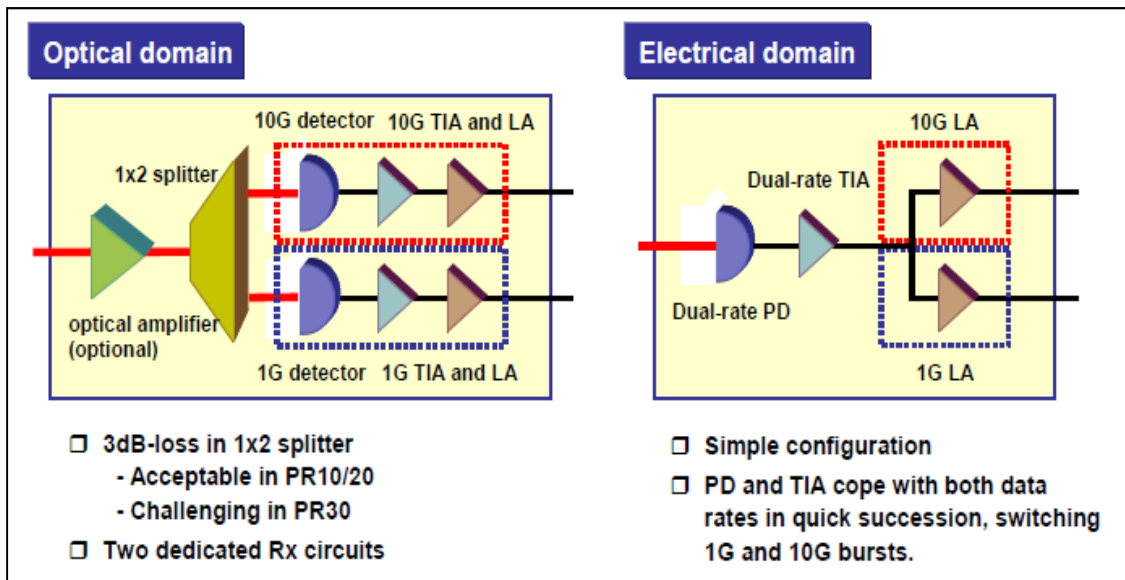 Optical domain
10G detector
10G TIA and LA
1x2 splitter
optical amplifier
(optional)
1G detector
1G TIA and LA
❒ 3dB-loss in 1x2 splitter
- Acceptable in PR10/20
- Challenging in PR30
❒ Two dedicated Rx circuits
Electrical domain
10G LA
Dual-rate TIA
Dual-rate PD
1G LA
❒ Simple configuration
❒ PD and TIA cope with both data
rates in quick succession, switching
1G and 10G bursts.